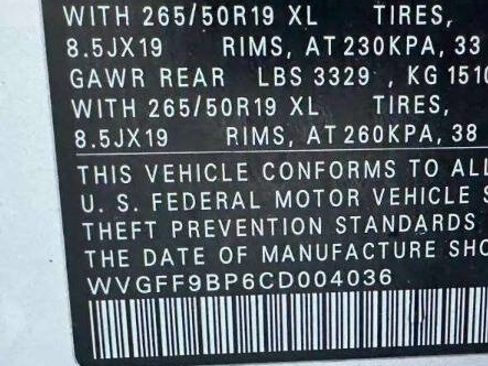 WITH 265/50R19 XL TIRES,
8.5JX19 RIMS, AT 230KPA, 33
GAWR REAR LBS 3329 , KG 1510
WITH 265/50R19 XL TIRES,
8.5JX19 RIMS, AT 260KPA, 38
THIS VEHICLE CONFORMS TO ALL
U. S. FEDERAL MOTOR VEHICLE S
THEFT PREVENTION STANDARDS
THE DATE OF MANUFACTURE SHO
WVGFF9BP6CD004036